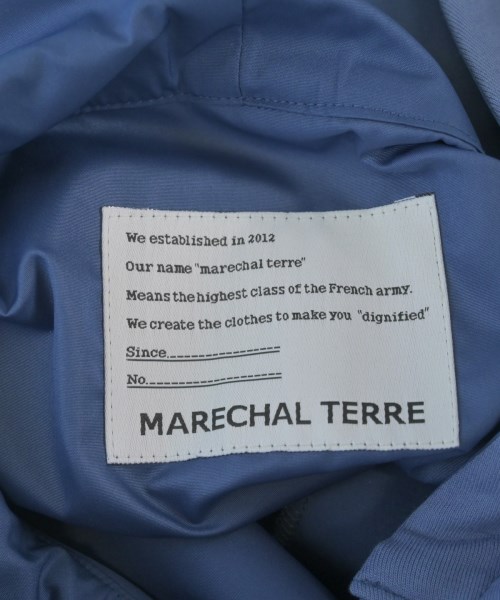 We established in 2012
Our name "marechal terre"
Means the highest class of the French army.
We create the clothes to make you "dignified"
Since
No.
MARECHAL TERRE